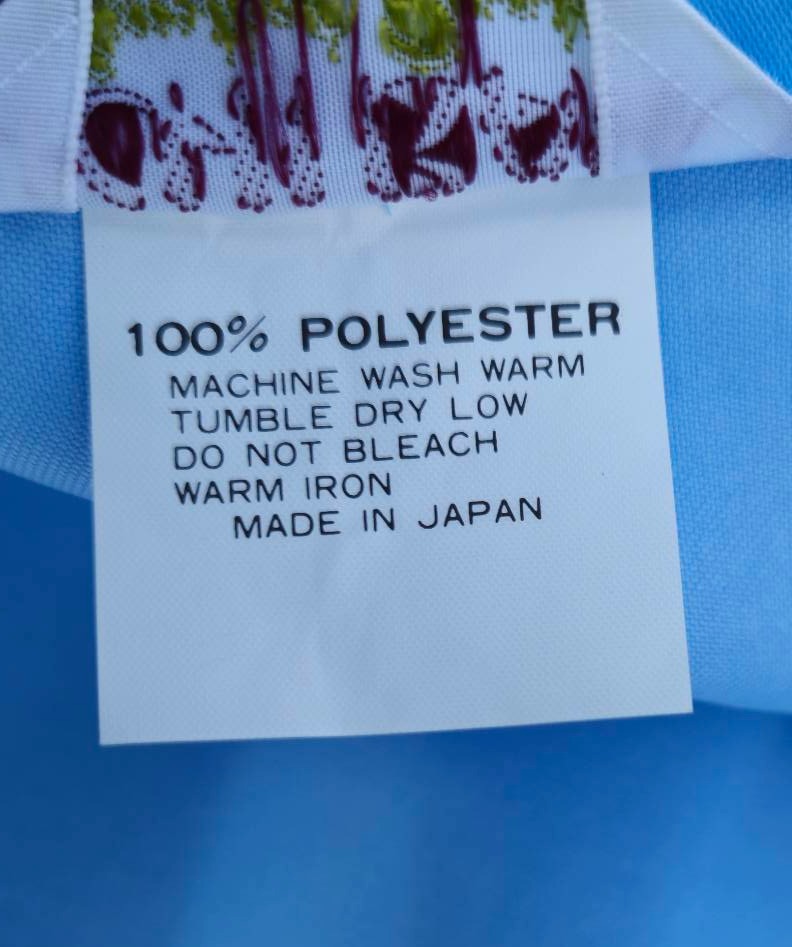 100% POLYESTER
MACHINE WASH WARM
TUMBLE DRY LOW
DO NOT BLEACH
WARM IRON
MADE IN JAPAN